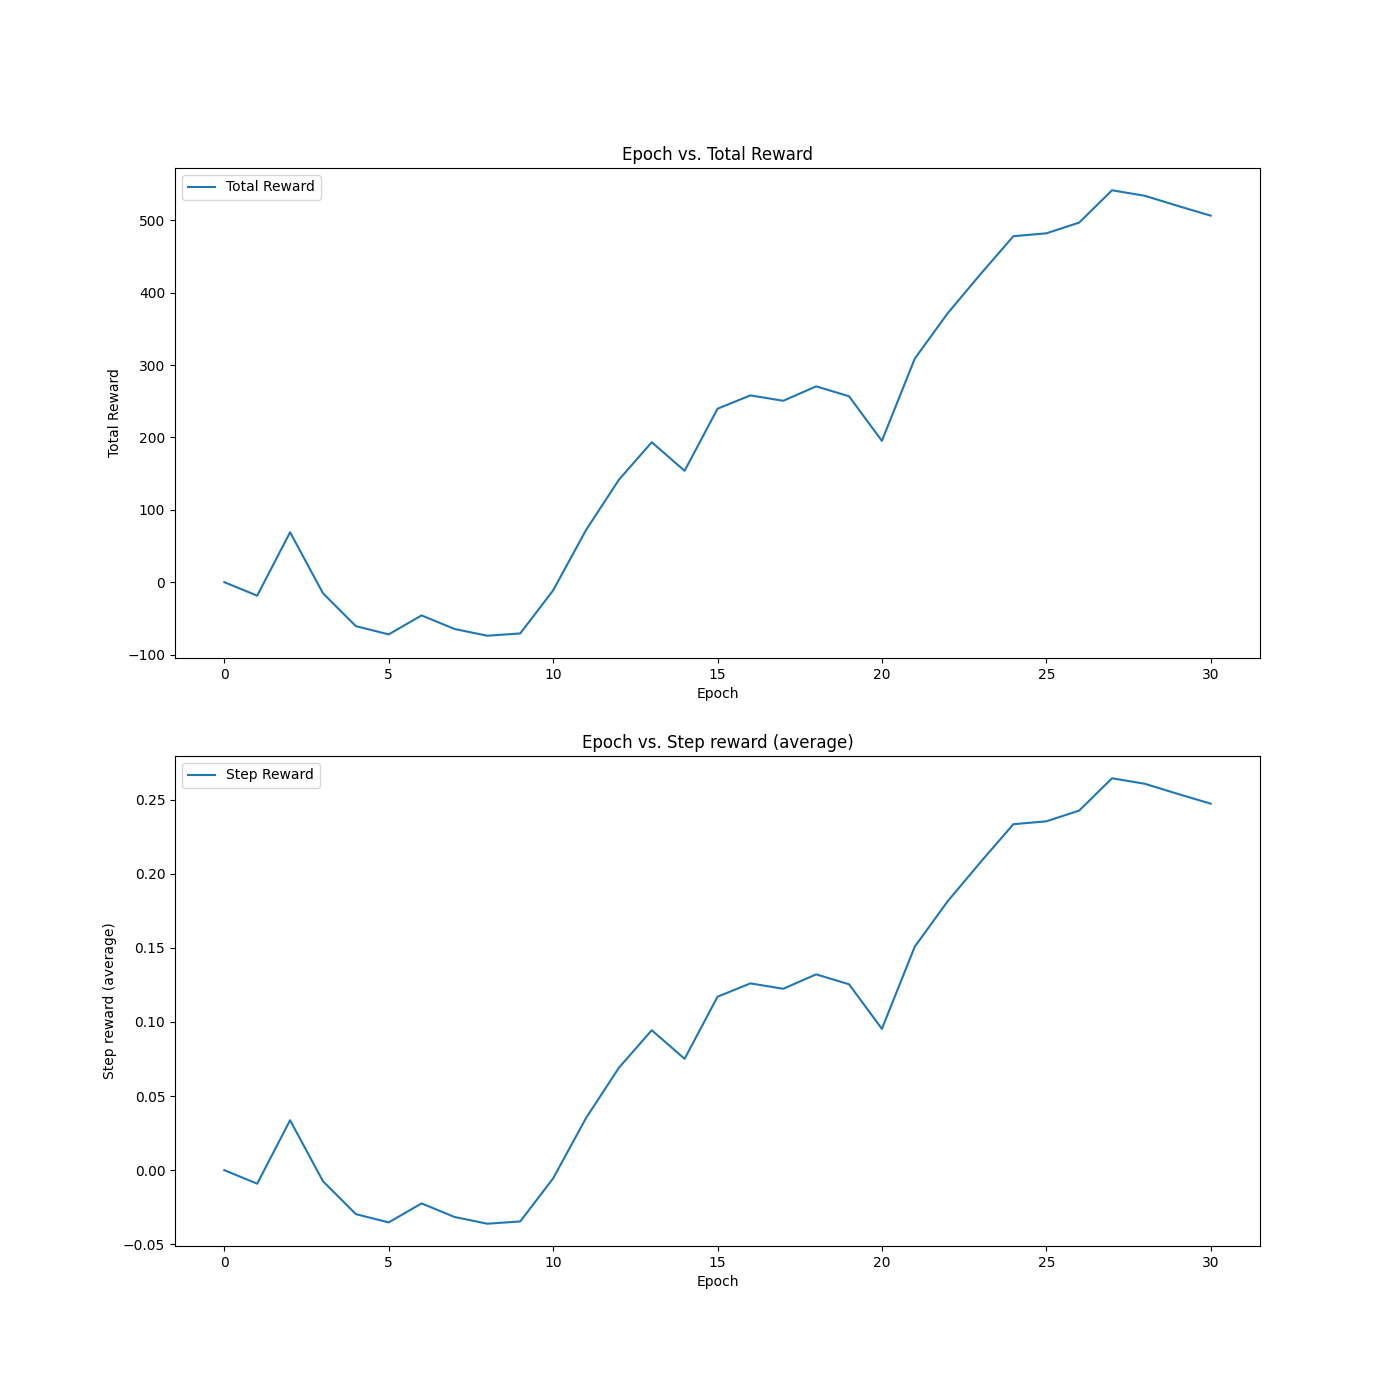 Epoch vs. Total Reward
Total Reward
500
400
300
200
100
0
−100
Total Reward
0 5 10 15 20 25 30
Epoch
Epoch vs. Step reward (average)
Step Reward
0.25
0.20
0.15
0.10
0.05
0.00
−0.05
Step reward (average)
0 5 10 15 20 25 30
Epoch